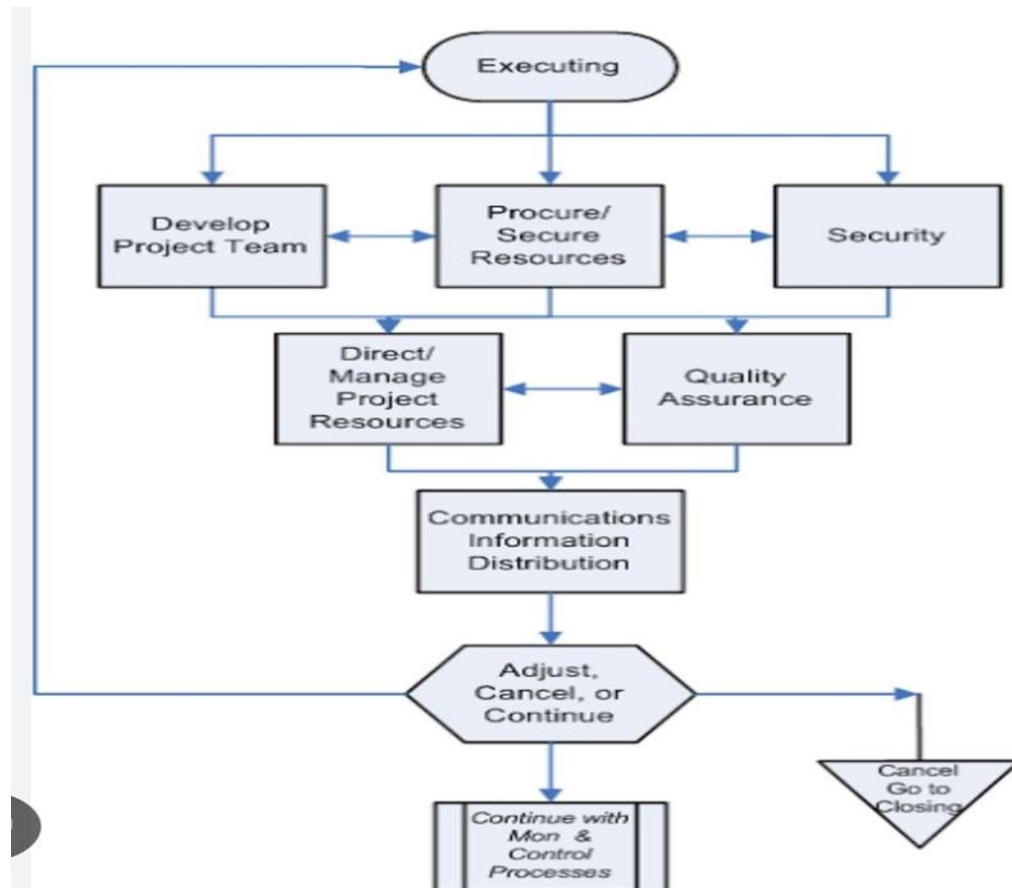 Executing
Develop
Project Team
Procure/
Secure
Resources
Security
Direct/
Manage
Project
Resources
Quality
Assurance
Communications
Information
Distribution
Adjust,
Cancel, or
Continue
Cancel
Go to
Closing
Continue with
Mon & 
Control
Processes